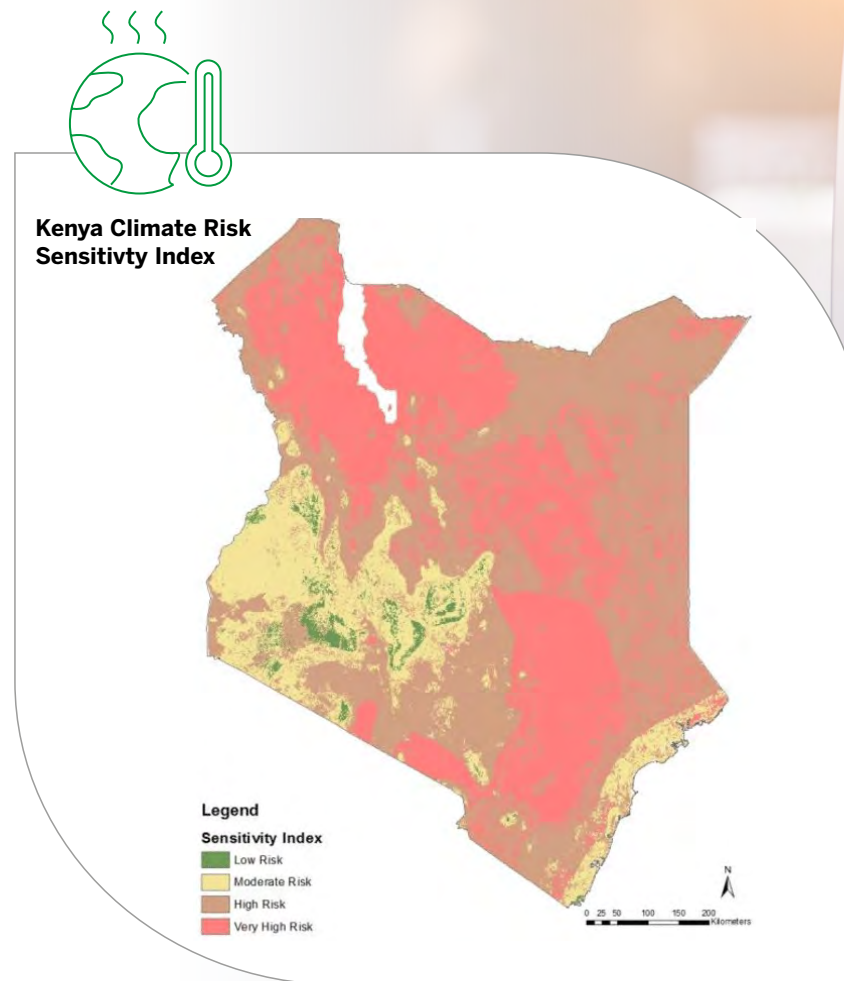 Kenya Climate Risk
Sensitivty Index
Legend
Sensitivity Index
Low Risk
Moderate Risk
High Risk
Very High Risk
N
0 25 50 100 150 200
Kilometers